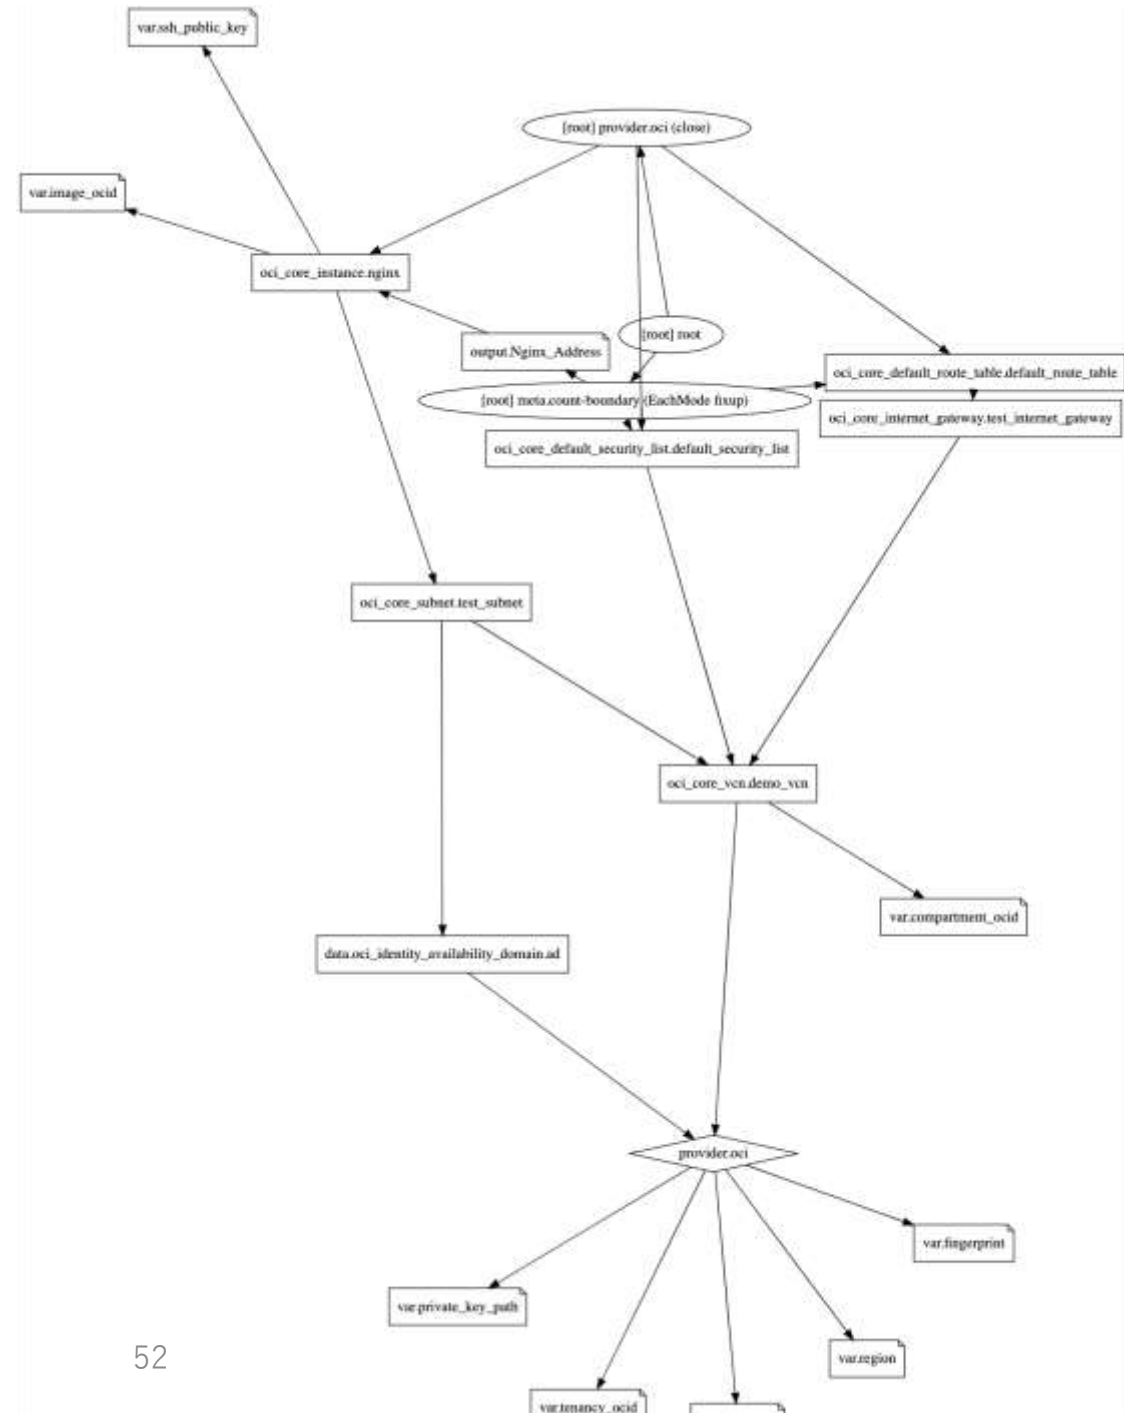 var.ssh_public_key
[root] provider.oci (close)
var.image_ocid
oci_core_instance.nginx
[root] root
output.Nginx_Address
oci_core_default_route_table.default_route_table
[root] meta.count-boundary (EachMode fixup)
oci_core_internet_gateway.test_internet_gateway
oci_core_default_security_list.default_security_list
oci_core_subnet.test_subnet
oci_core_vcn.demo_vcn
var.compartment_ocid
data.oci_identity_availability_domain.ad
provider.oci
var.fingerprint
var.private_key_path
var.region
52
var.tenancy_ocid